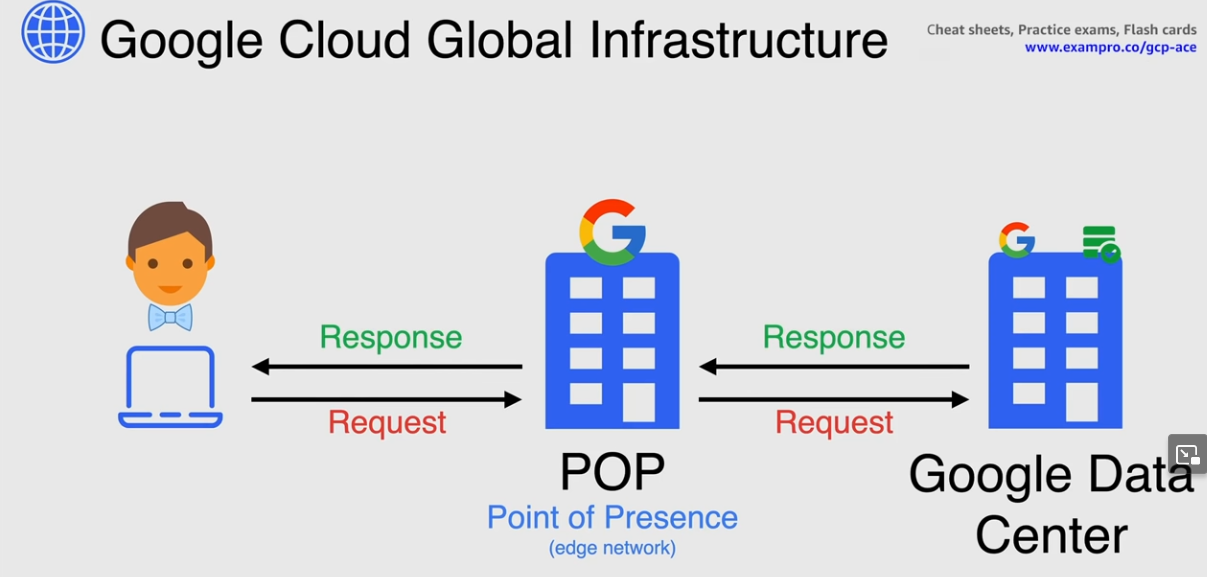 Google Cloud Global Infrastructure
Cheat sheets, Practice exams, Flash cards
www.exampro.co/gcp-ace
Response
Request
Response
Request
POP
Point of Presence
(edge network)
Google Data
Center